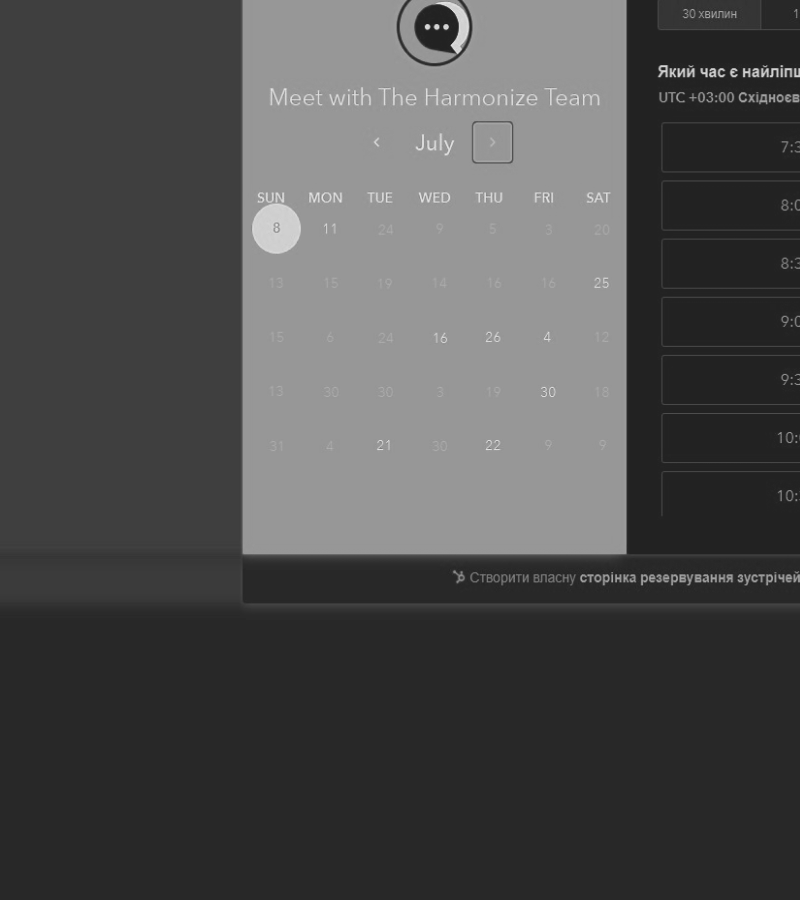 30 хвилин 1
Який час є найліпш
UTC +03:00 Східноєв
Meet with The Harmonize Team
July
SUN MON TUE WED THU FRI SAT
8 11 24 9 5 3 20
13 15 19 14 16 16 25
15 6 24 16 26 4 12
13 30 30 3 19 30 18
31 4 21 30 22 9 9
7:3
8:0
8:3
9:0
9:3
10:
10:
Створити власну сторінка резервування зустрічей